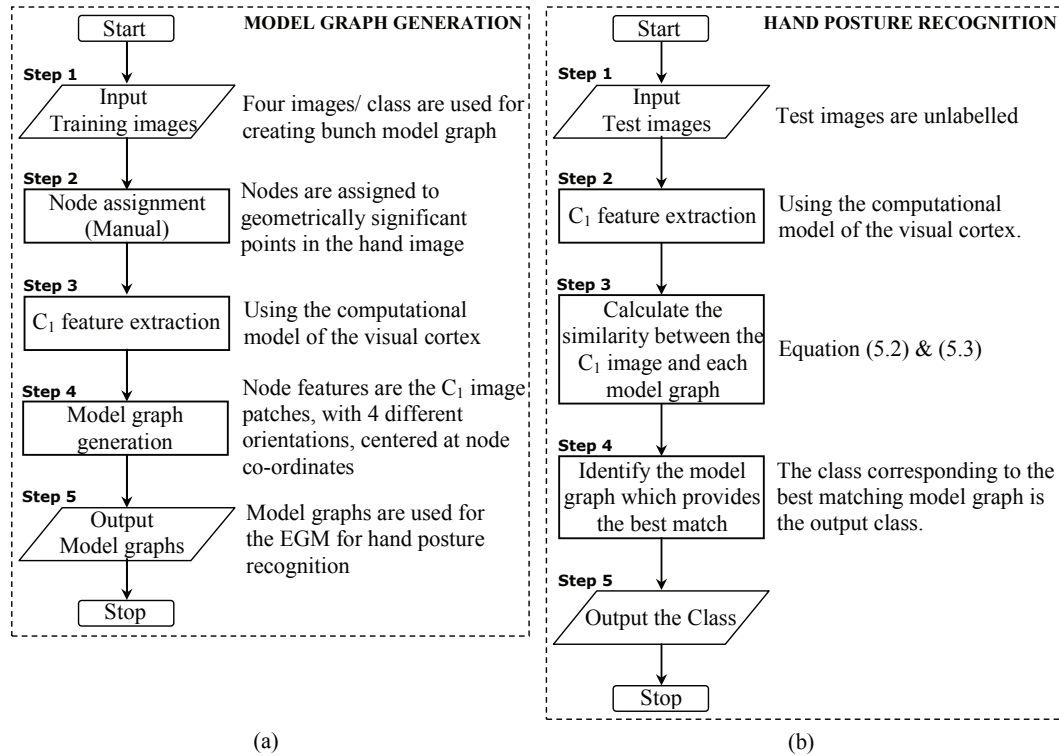 MODEL GRAPH GENERATION
Start
Step 1
Input
Training images
Four images/ class are used for
creating bunch model graph
Step 2
Node assignment
(Manual)
Nodes are assigned to
geometrically significant
points in the hand image
Step 3
C₁ feature extraction
Using the computational
model of the visual cortex
Step 4
Model graph
generation
Node features are the C₁ image
patches, with 4 different
orientations, centered at node
co-ordinates
Step 5
Output
Model graphs
Model graphs are used for
the EGM for hand posture
recognition
Stop
(a)
HAND POSTURE RECOGNITION
Start
Step 1
Input
Test images
Test images are unlabelled
Step 2
C₁ feature extraction
Using the computational
model of the visual cortex.
Step 3
Calculate the
similarity between the
C₁ image and each
model graph
Equation (5.2) & (5.3)
Step 4
Identify the model
graph which provides
the best match
The class corresponding to the
best matching model graph is
the output class.
Step 5
Output the Class
Stop
(b)